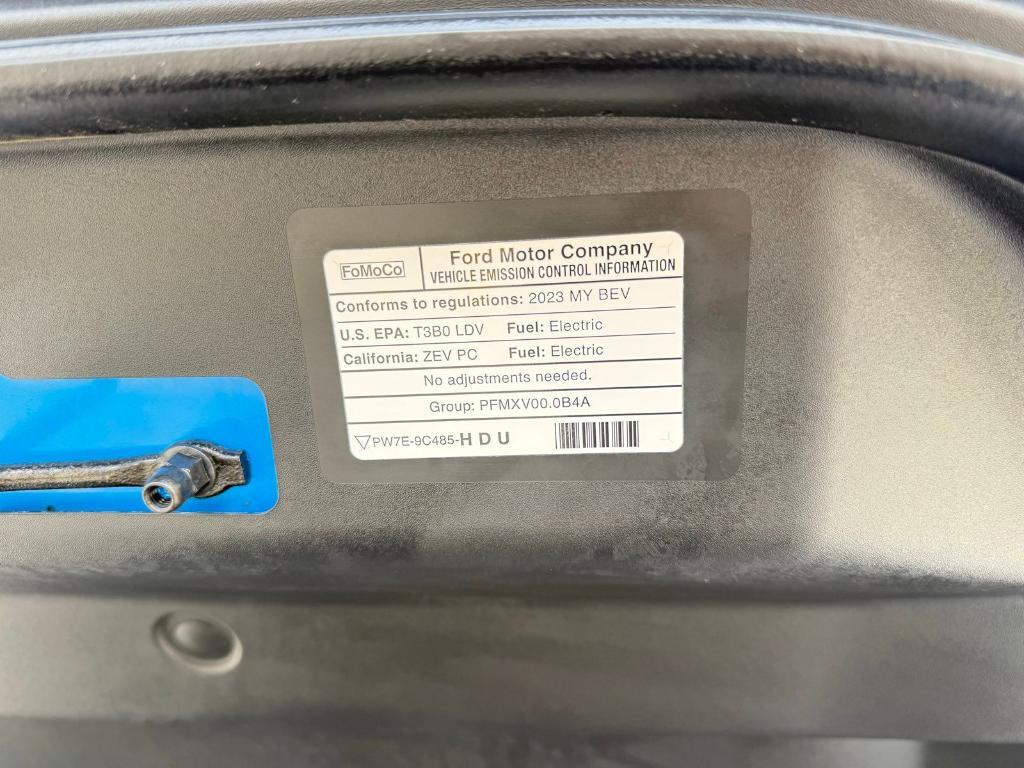 FoMoCo
Ford Motor Company
VEHICLE EMISSION CONTROL INFORMATION
Conforms to regulations: 2023 MY BEV
U.S. EPA: T3B0 LDV Fuel: Electric
California: ZEV PC Fuel: Electric
No adjustments needed.
Group: PFMXV00.0B4A
PW7E-9C485-HDU